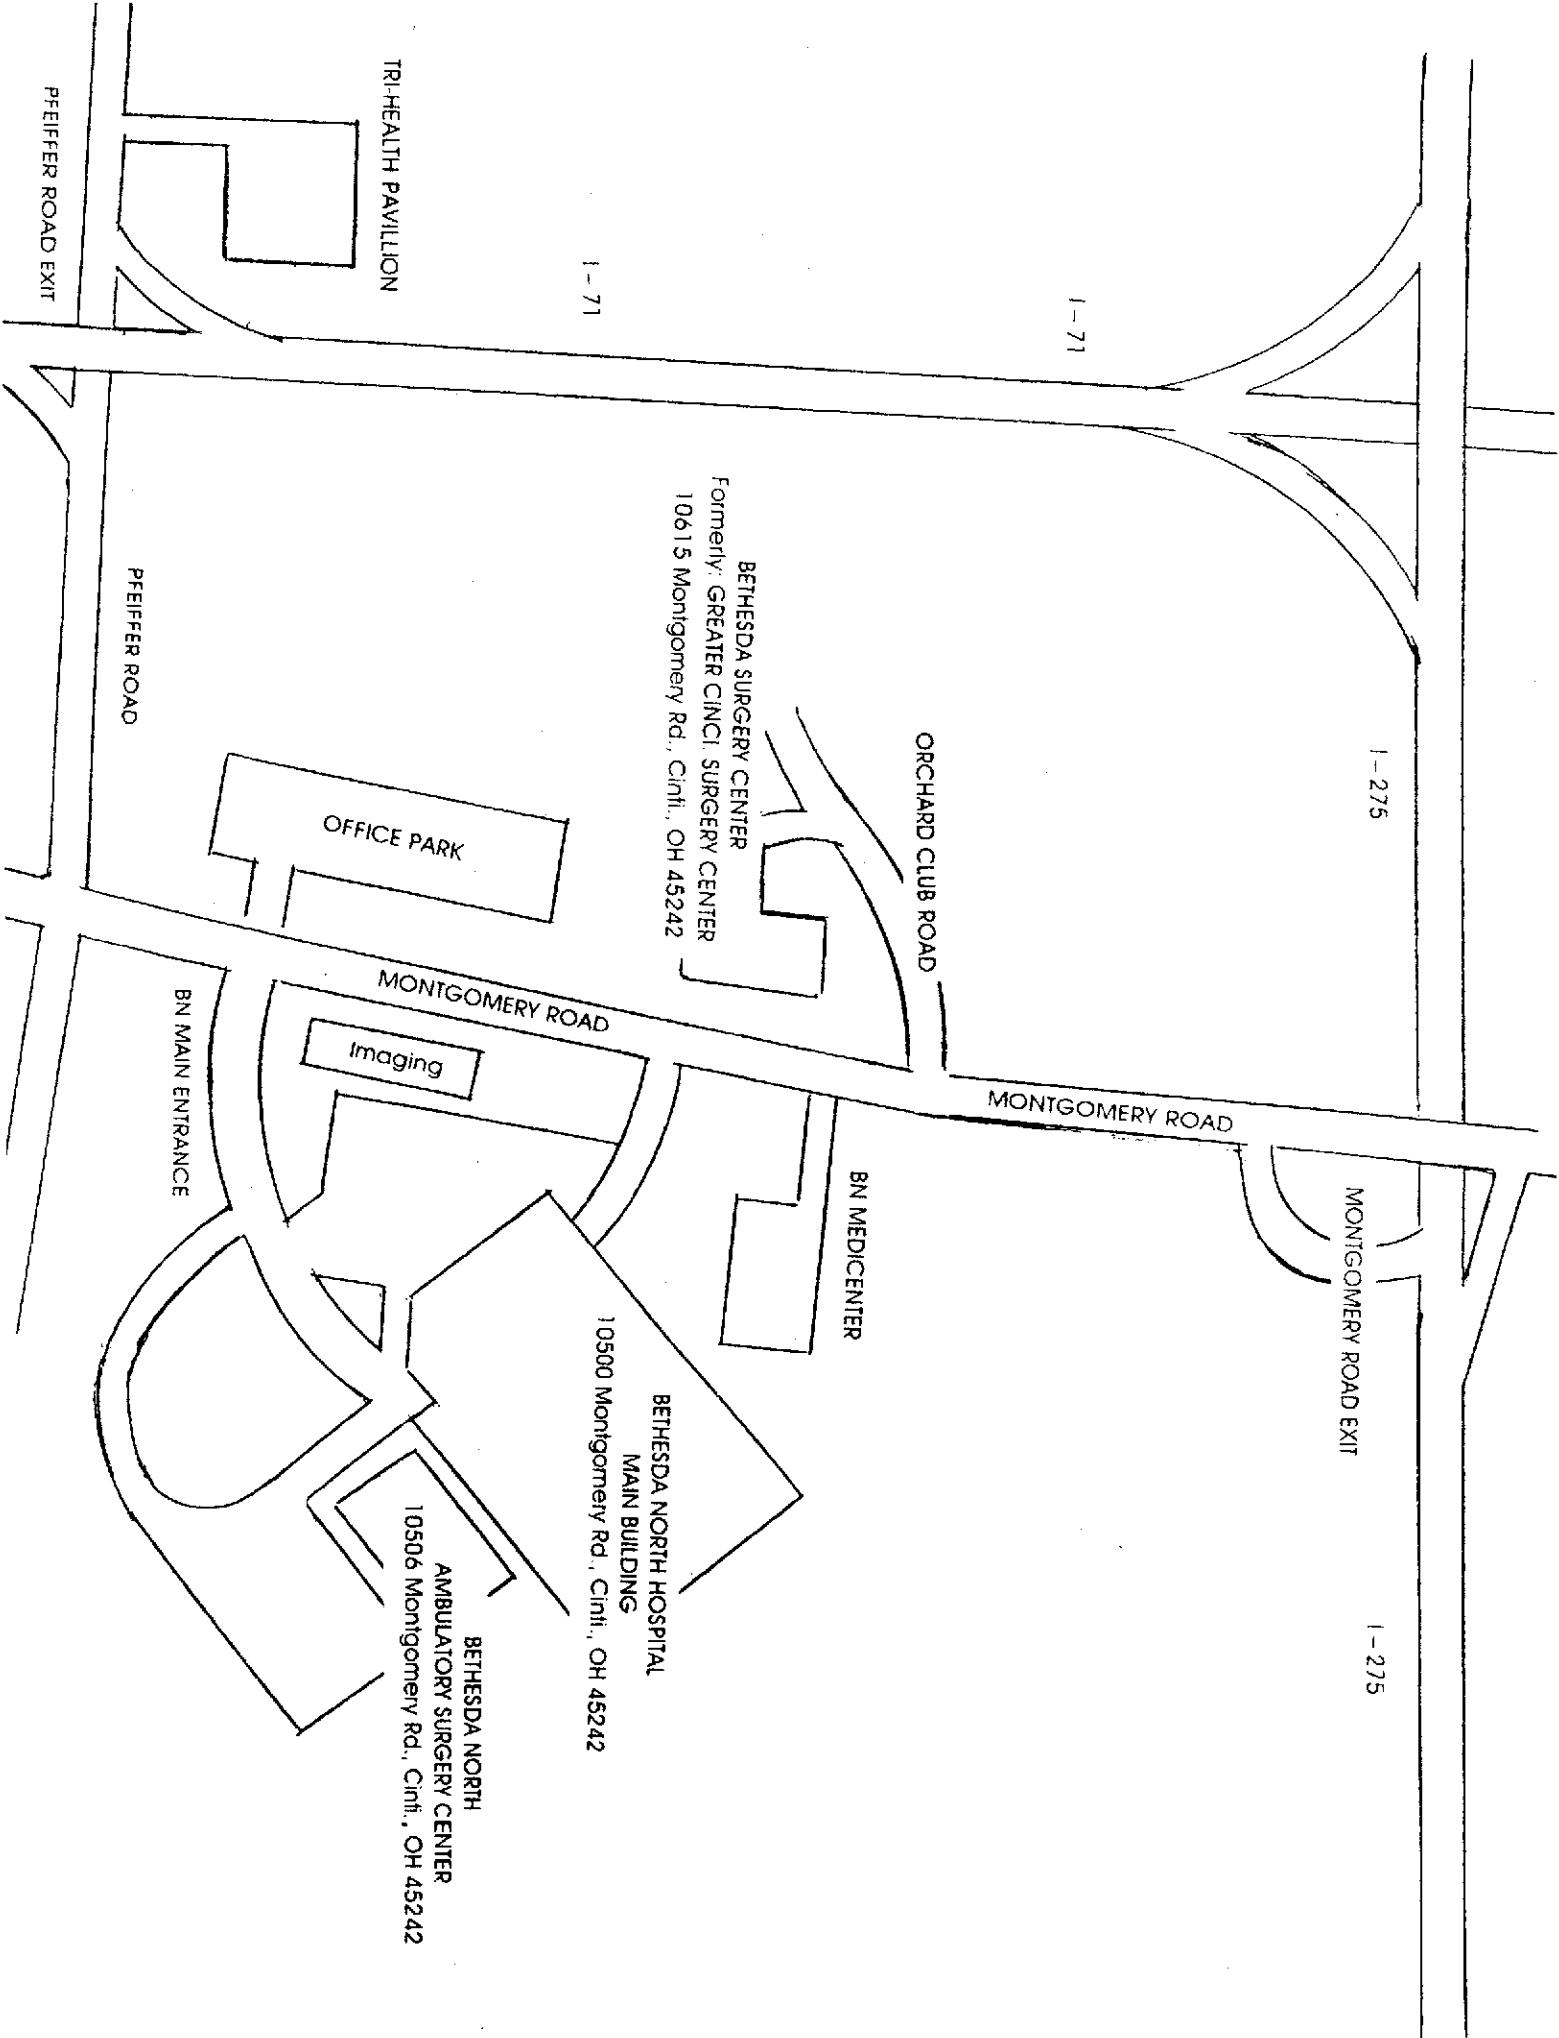 I-275
I-275
MONTGOMERY ROAD EXIT
I-71
MONTGOMERY ROAD
ORCHARD CLUB ROAD
BN MEDICENTER
BETHESDA SURGERY CENTER
Formerly: GREATER CINCI. SURGERY CENTER
10615 Montgomery Rd., Cinti., OH 45242
BETHESDA NORTH HOSPITAL
MAIN BUILDING
10500 Montgomery Rd., Cinti., OH 45242
I-71
MONTGOMERY ROAD
Imaging
OFFICE PARK
BETHESDA NORTH
AMBULATORY SURGERY CENTER
10506 Montgomery Rd., Cinti., OH 45242
TRI-HEALTH PAVILLION
BN MAIN ENTRANCE
PFEIFFER ROAD
PFEIFFER ROAD EXIT